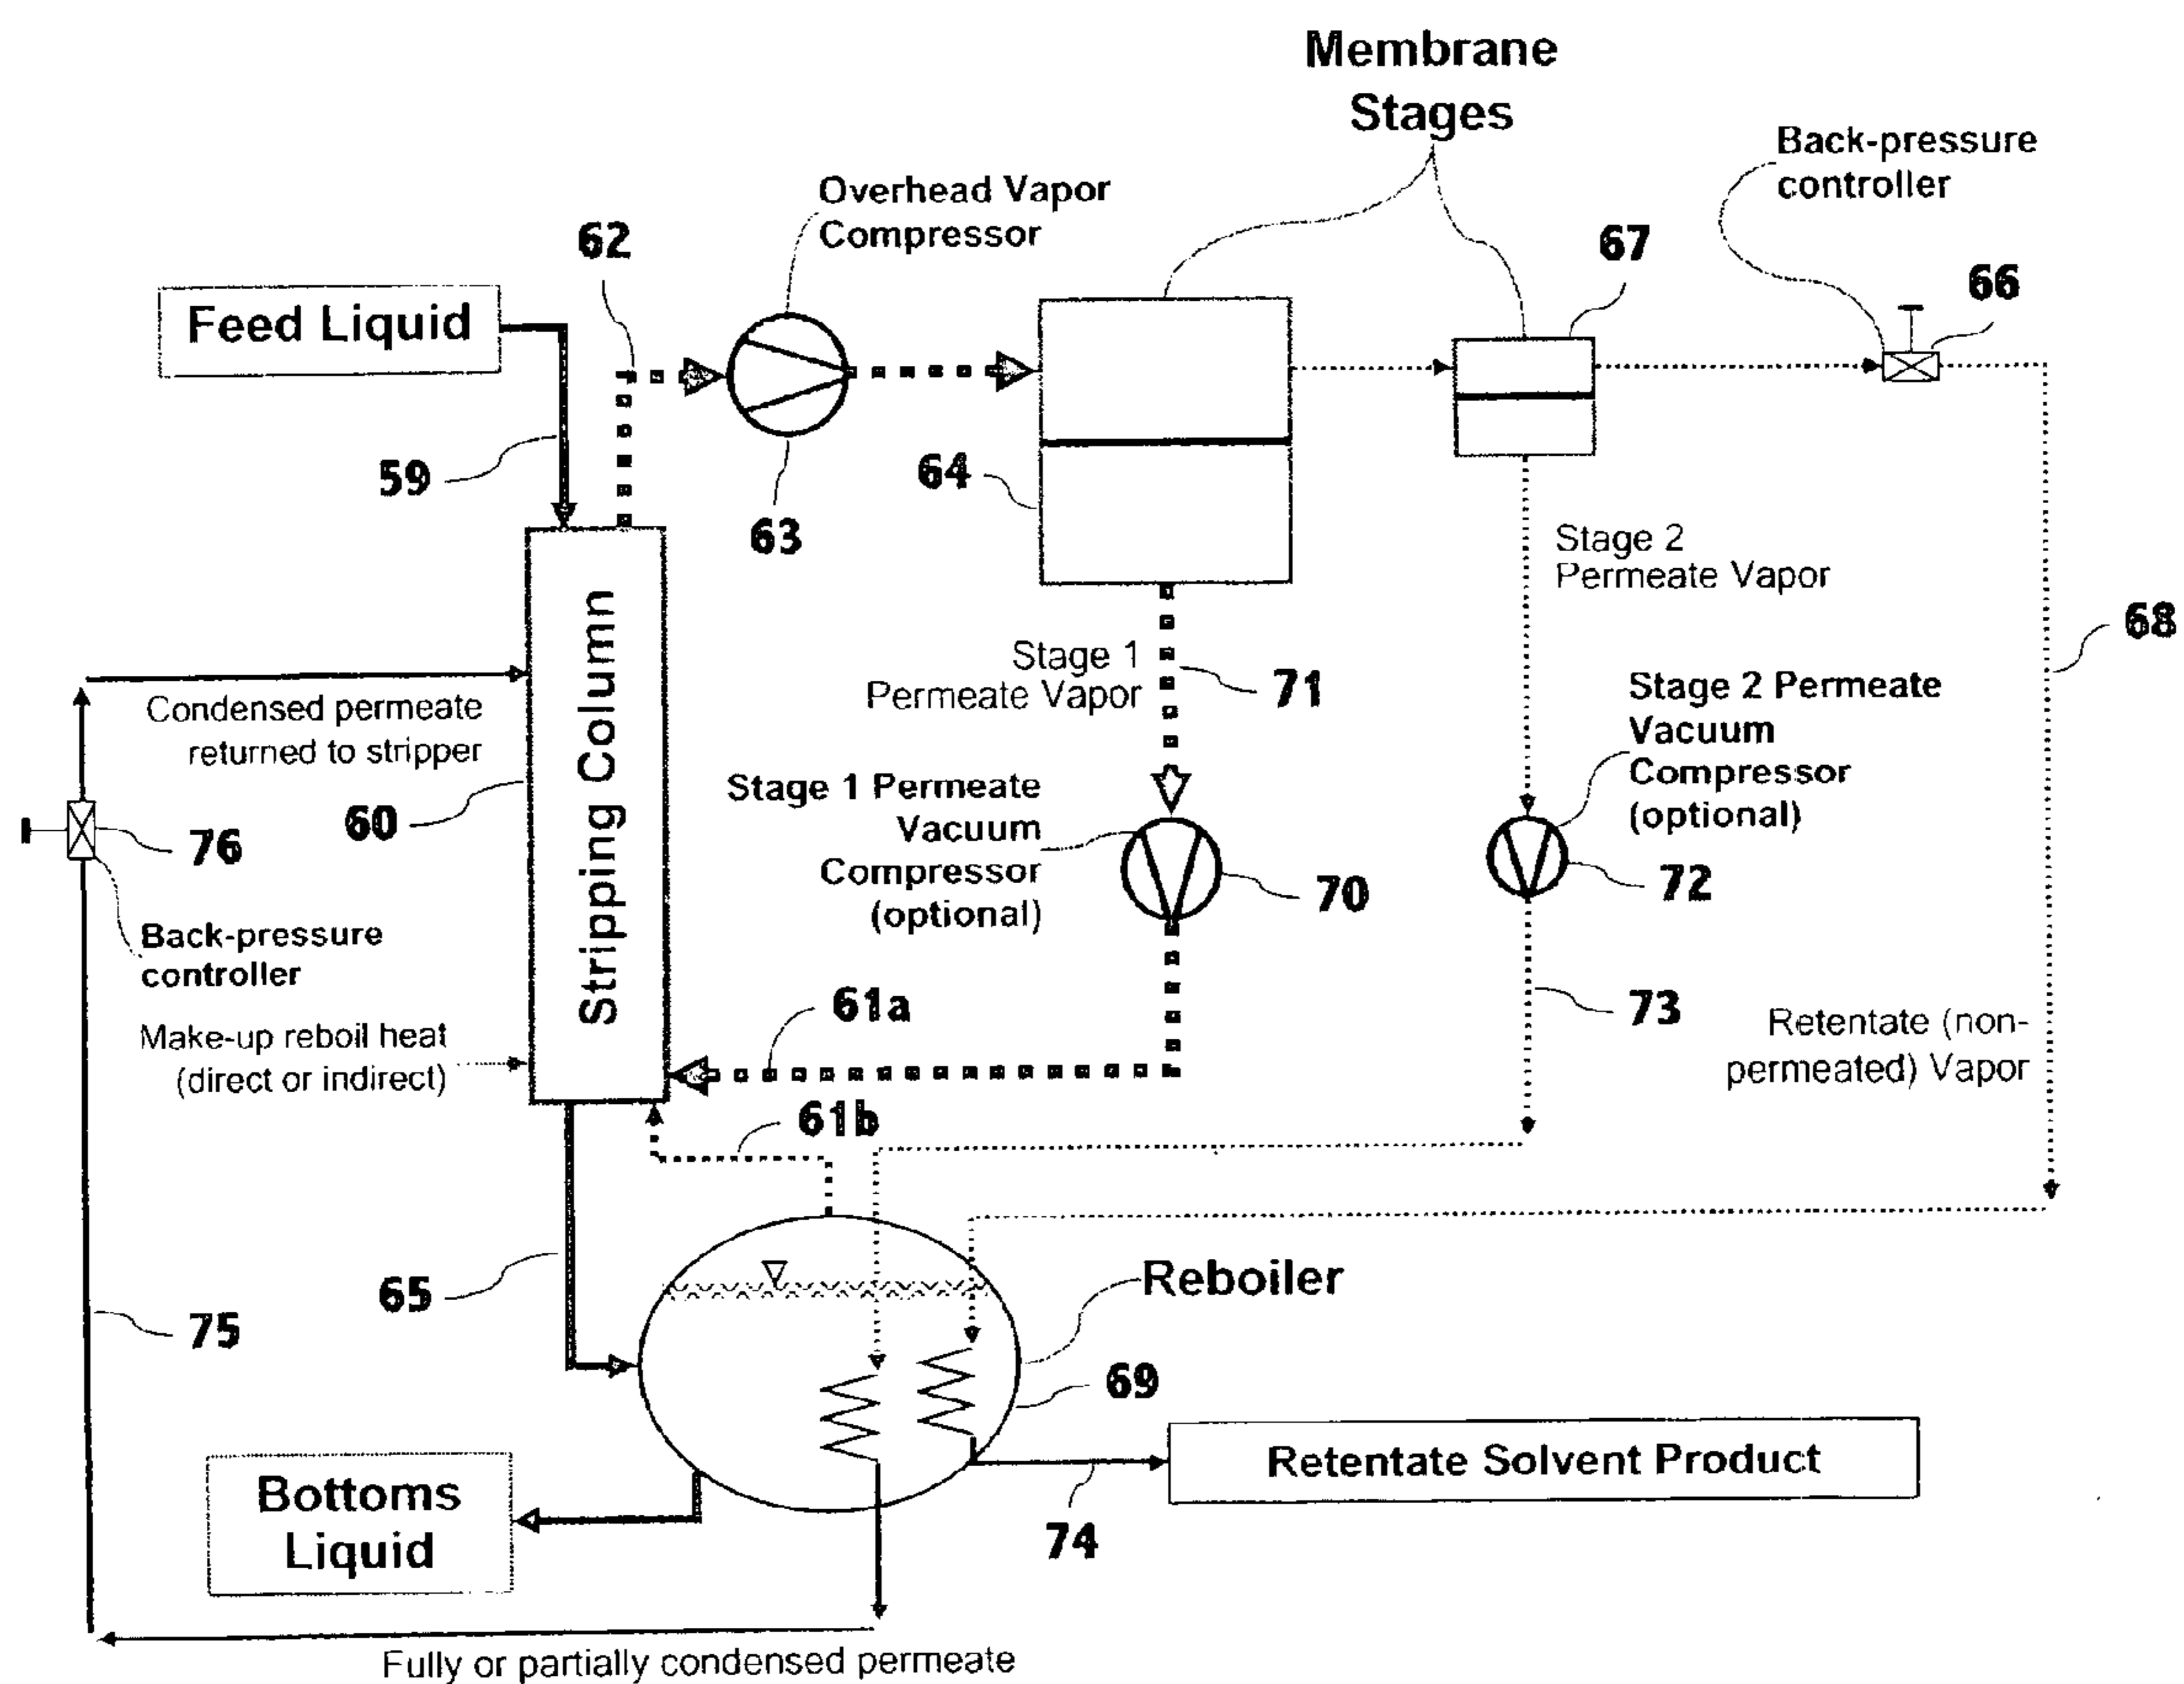 Membrane
Stages
Back-pressure
controller
Overhead Vapor
Compressor
62
67
66
Feed Liquid
59
63
64
Stage 2
Permeate Vapor
68
Stage 1
Permeate Vapor
71
Stage 2 Permeate
Vacuum
Compressor
(optional)
Condensed permeate
returned to stripper
60
Stripping Column
Stage 1 Permeate
Vacuum
Compressor
(optional)
76
70
72
Back-pressure
controller
61a
73
Retentate (non-
permeated) Vapor
Make-up reboil heat
(direct or indirect)
61b
65
75
Reboiler
69
Retentate Solvent Product
74
Bottoms
Liquid
Fully or partially condensed permeate